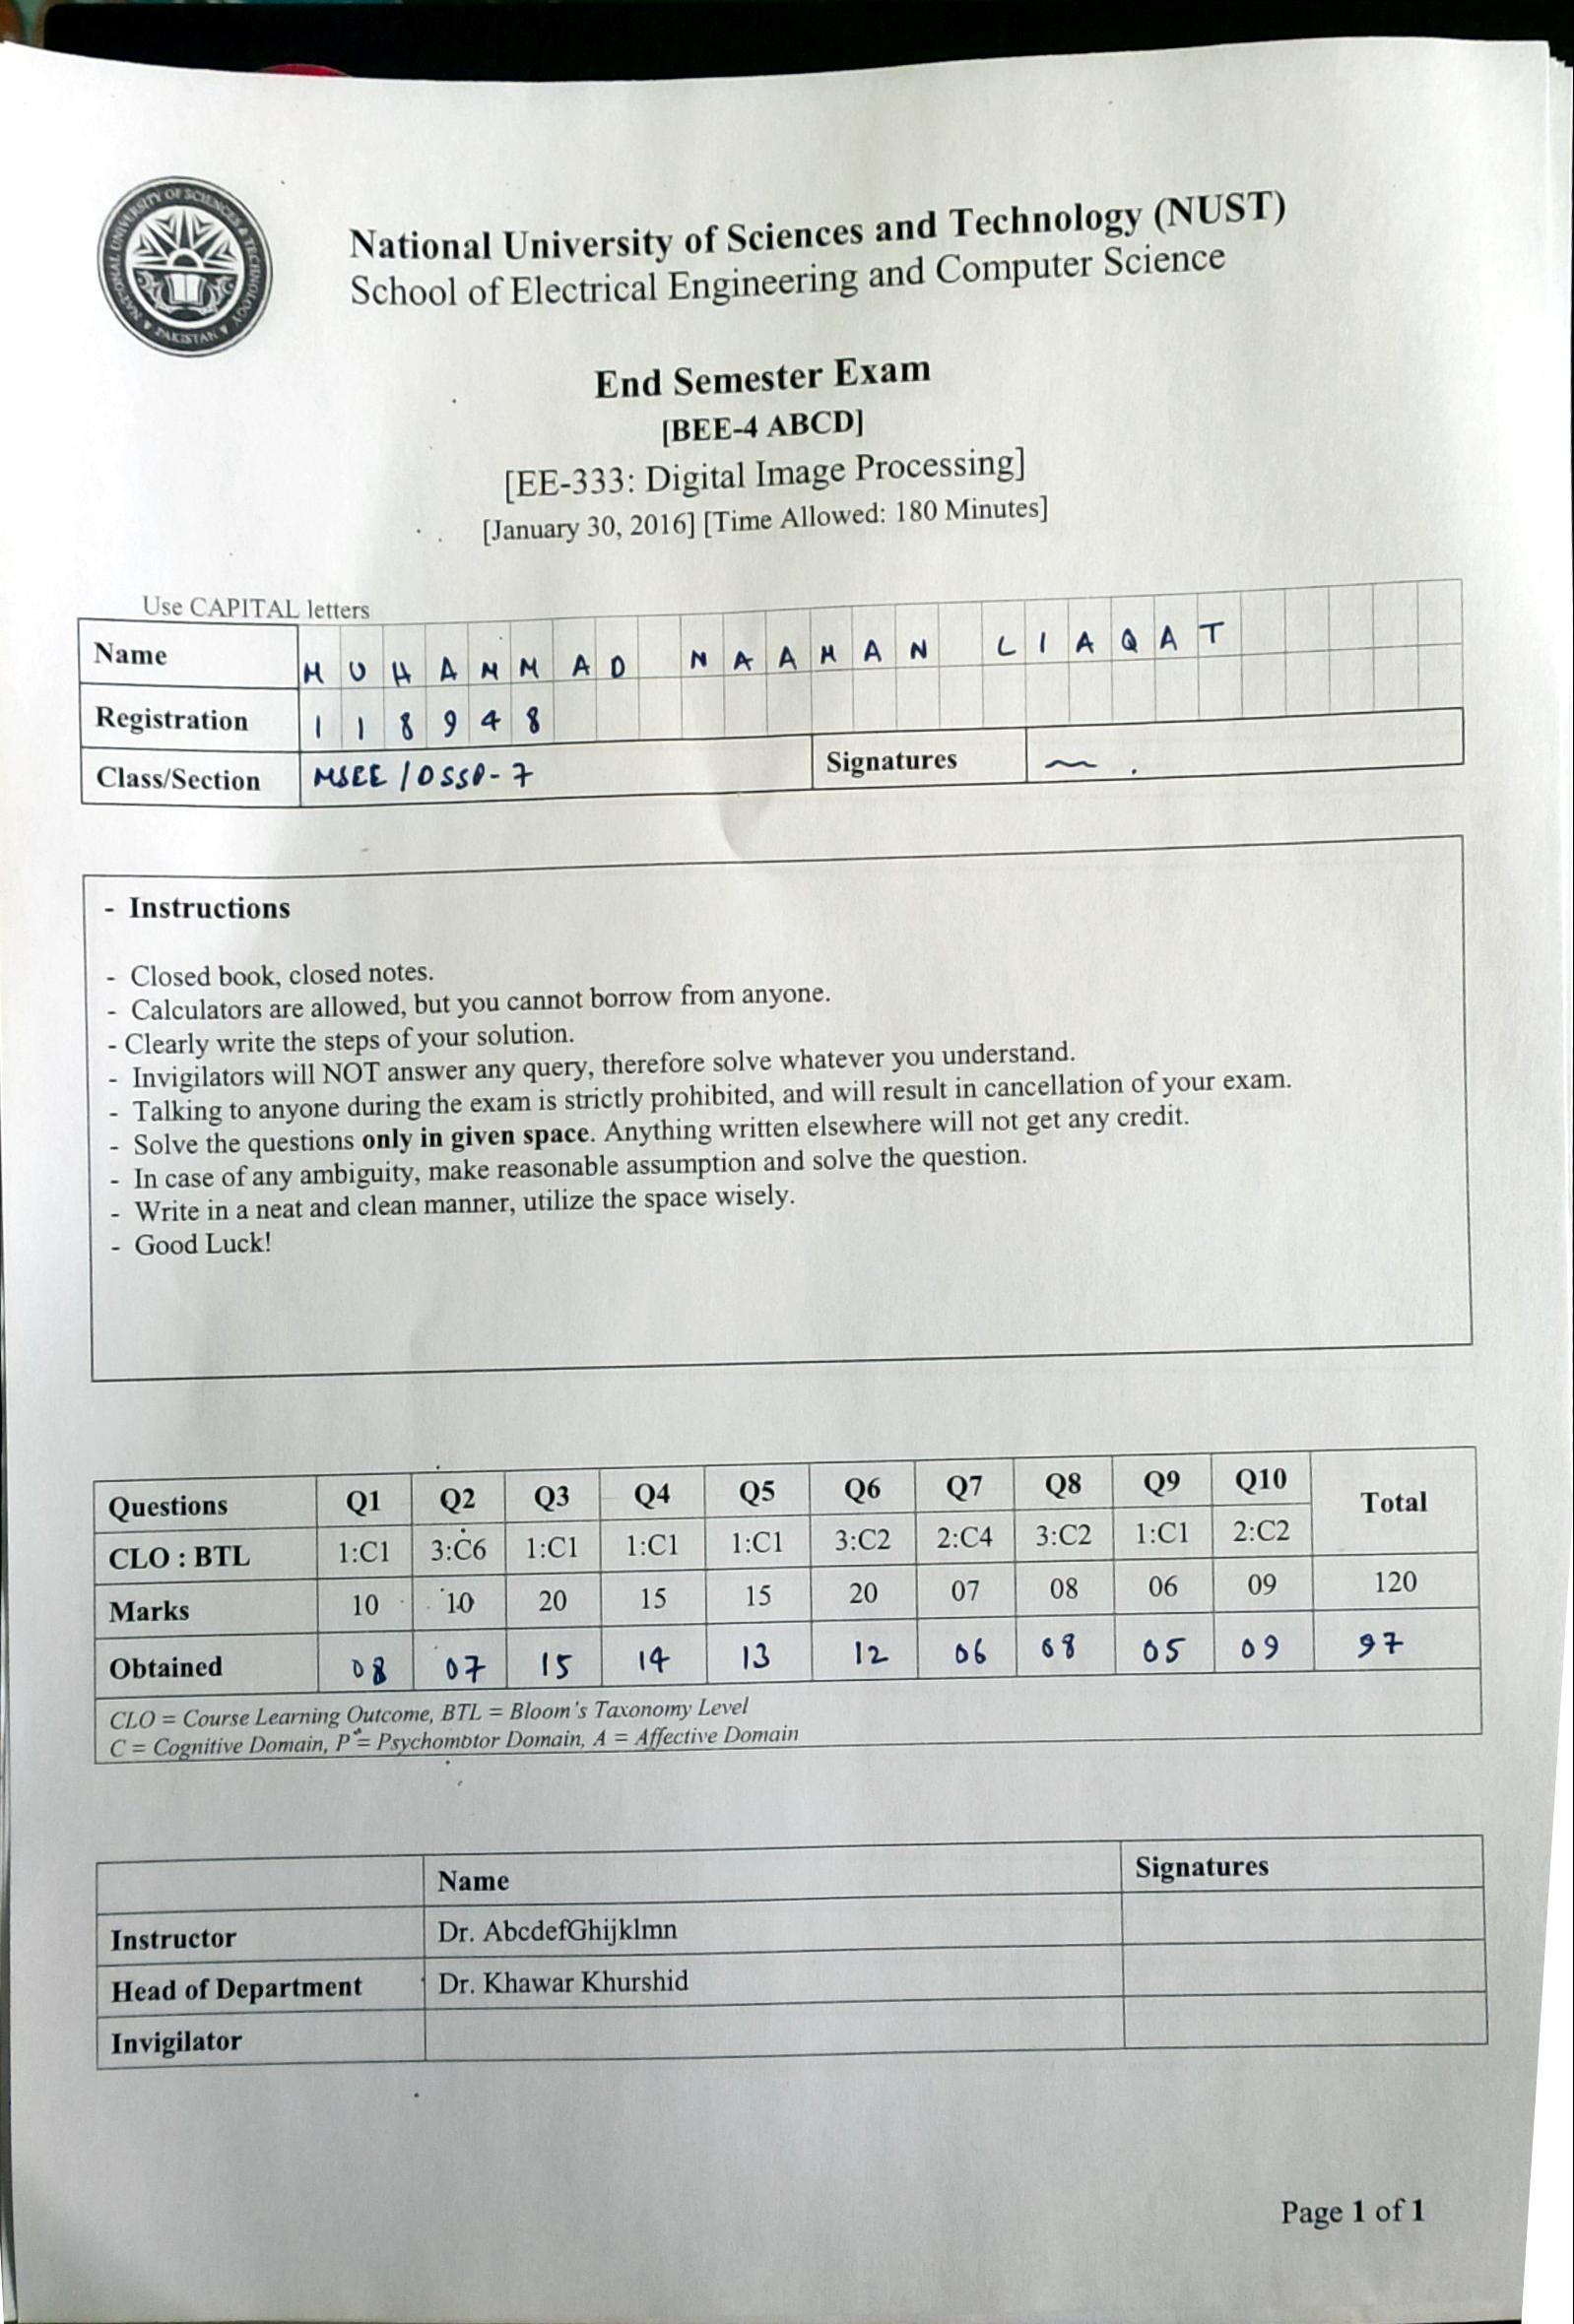 NATIONAL UNIVERSITY OF SCIENCES & TECHNOLOGY
PAKISTAN
National University of Sciences and Technology (NUST)
School of Electrical Engineering and Computer Science
End Semester Exam
[BEE-4 ABCD]
[EE-333: Digital Image Processing]
[January 30, 2016] [Time Allowed: 180 Minutes]
Use CAPITAL letters
Name MUHAMMAD NAAMAN LIAQAT
Registration 118948
Class/Section MSEE/DSSP-7 Signatures
- Instructions
- Closed book, closed notes.
- Calculators are allowed, but you cannot borrow from anyone.
- Clearly write the steps of your solution.
- Invigilators will NOT answer any query, therefore solve whatever you understand.
- Talking to anyone during the exam is strictly prohibited, and will result in cancellation of your exam.
- Solve the questions only in given space. Anything written elsewhere will not get any credit.
- In case of any ambiguity, make reasonable assumption and solve the question.
- Write in a neat and clean manner, utilize the space wisely.
- Good Luck!
Questions Q1 Q2 Q3 Q4 Q5 Q6 Q7 Q8 Q9 Q10 Total
CLO : BTL 1:C1 3:C6 1:C1 1:C1 1:C1 3:C2 2:C4 3:C2 1:C1 2:C2
Marks 10 10 20 15 15 20 07 08 06 09 120
Obtained 08 07 15 14 13 12 06 08 05 09 97
CLO = Course Learning Outcome, BTL = Bloom's Taxonomy Level
C = Cognitive Domain, P = Psychomotor Domain, A = Affective Domain
Name Signatures
Instructor Dr. AbcdefGhijklmn
Head of Department Dr. Khawar Khurshid
Invigilator
Page 1 of 1